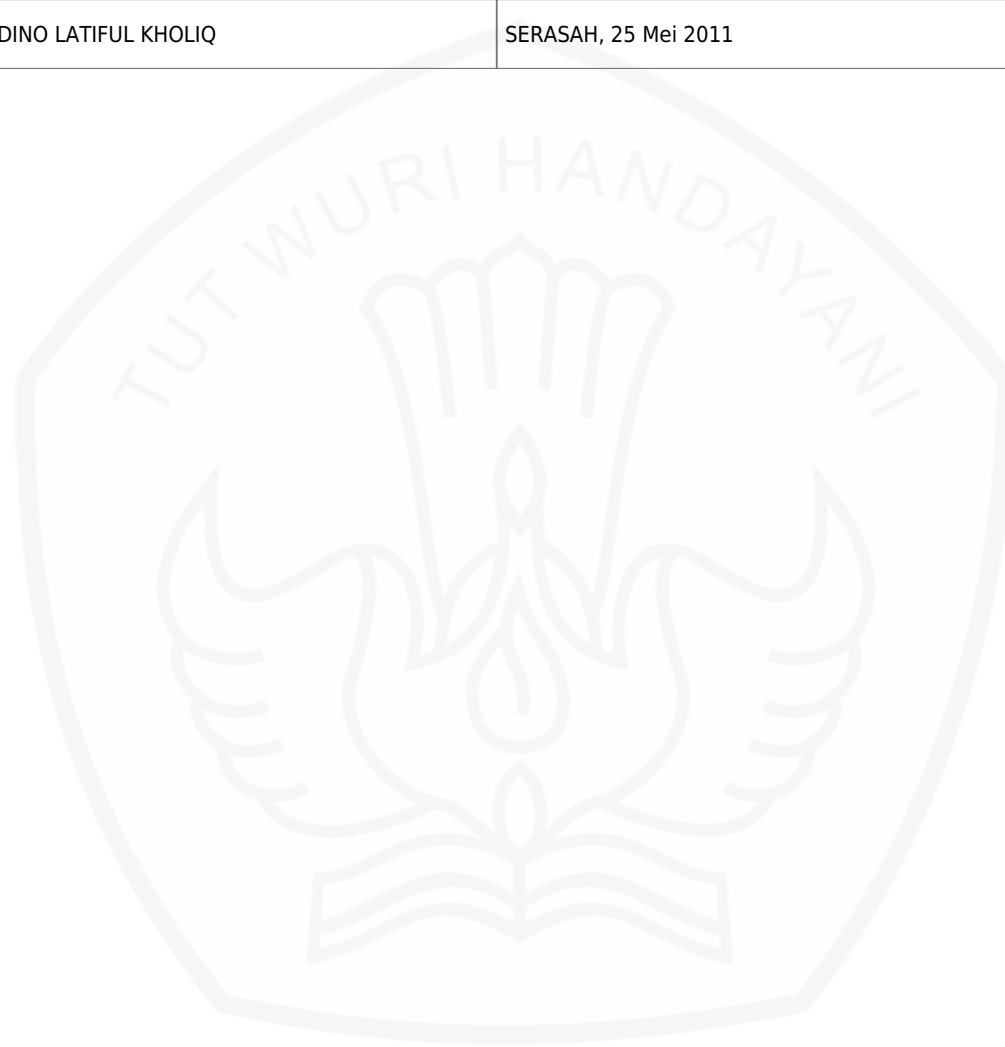 DINO LATIFUL KHOLIQ
SERASAH, 25 Mei 2011
TUT WURI HANDAYANI